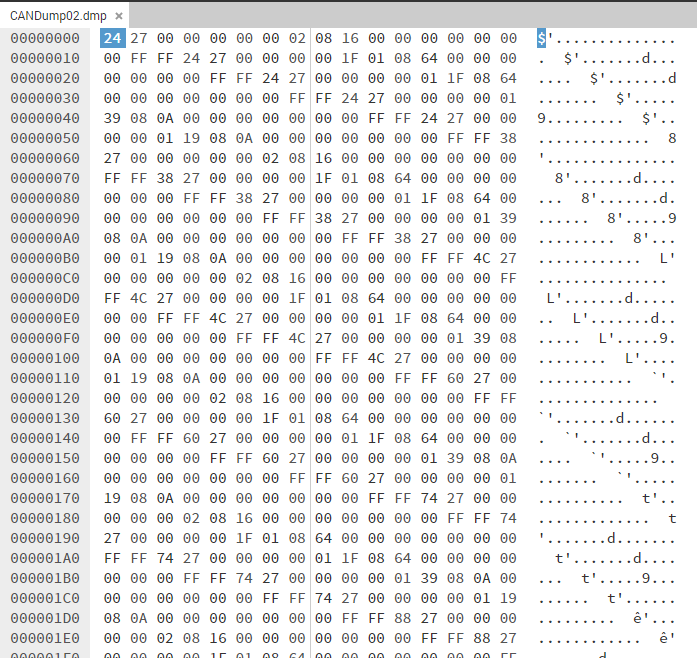 CANDump02.dmp ×
00000000 24 27 00 00 00 00 00 02 08 16 00 00 00 00 00 00 $'..............
00000010 00 FF FF 24 27 00 00 00 00 1F 01 08 64 00 00 00 .  $'.......d...
00000020 00 00 00 00 FF FF 24 27 00 00 00 00 01 1F 08 64 ....  $'.......d
00000030 00 00 00 00 00 00 00 FF FF 24 27 00 00 00 00 01 .......  $'.....
00000040 39 08 0A 00 00 00 00 00 00 00 FF FF 24 27 00 00 9.........  $'..
00000050 00 00 01 19 08 0A 00 00 00 00 00 00 00 FF FF 38 .............  8
00000060 27 00 00 00 00 00 02 08 16 00 00 00 00 00 00 00 '...............
00000070 FF FF 38 27 00 00 00 00 1F 01 08 64 00 00 00 00   8'.......d....
00000080 00 00 00 FF FF 38 27 00 00 00 00 01 1F 08 64 00 ...  8'.......d.
00000090 00 00 00 00 00 00 FF FF 38 27 00 00 00 00 01 39 ......  8'.....9
000000A0 08 0A 00 00 00 00 00 00 00 FF FF 38 27 00 00 00 .........  8'...
000000B0 00 01 19 08 0A 00 00 00 00 00 00 00 FF FF 4C 27 ............  L'
000000C0 00 00 00 00 00 02 08 16 00 00 00 00 00 00 00 FF ...............
000000D0 FF 4C 27 00 00 00 00 1F 01 08 64 00 00 00 00 00  L'.......d.....
000000E0 00 00 FF FF 4C 27 00 00 00 00 01 1F 08 64 00 00 ..  L'.......d..
000000F0 00 00 00 00 00 FF FF 4C 27 00 00 00 00 01 39 08 .....  L'.....9.
00000100 0A 00 00 00 00 00 00 00 FF FF 4C 27 00 00 00 00 ........  L'....
00000110 01 19 08 0A 00 00 00 00 00 00 00 FF FF 60 27 00 ...........  `'.
00000120 00 00 00 00 02 08 16 00 00 00 00 00 00 00 FF FF ..............
00000130 60 27 00 00 00 00 1F 01 08 64 00 00 00 00 00 00 `'.......d......
00000140 00 FF FF 60 27 00 00 00 00 01 1F 08 64 00 00 00 .  `'.......d...
00000150 00 00 00 00 FF FF 60 27 00 00 00 00 01 39 08 0A ....  `'.....9..
00000160 00 00 00 00 00 00 00 FF FF 60 27 00 00 00 00 01 .......  `'.....
00000170 19 08 0A 00 00 00 00 00 00 00 FF FF 74 27 00 00 ..........  t'..
00000180 00 00 00 02 08 16 00 00 00 00 00 00 00 FF FF 74 .............  t
00000190 27 00 00 00 00 1F 01 08 64 00 00 00 00 00 00 00 '.......d.......
000001A0 FF FF 74 27 00 00 00 00 01 1F 08 64 00 00 00 00   t'.......d....
000001B0 00 00 00 FF FF 74 27 00 00 00 00 01 39 08 0A 00 ...  t'.....9...
000001C0 00 00 00 00 00 00 FF FF 74 27 00 00 00 00 01 19 ......  t'......
000001D0 08 0A 00 00 00 00 00 00 00 FF FF 88 27 00 00 00 .........  ê'...
000001E0 00 00 02 08 16 00 00 00 00 00 00 00 FF FF 88 27 ............  ê'
000001F0 00 00 00 00 1F 01 08 64 00 00 00 00 00 00 00 FF .......d.......